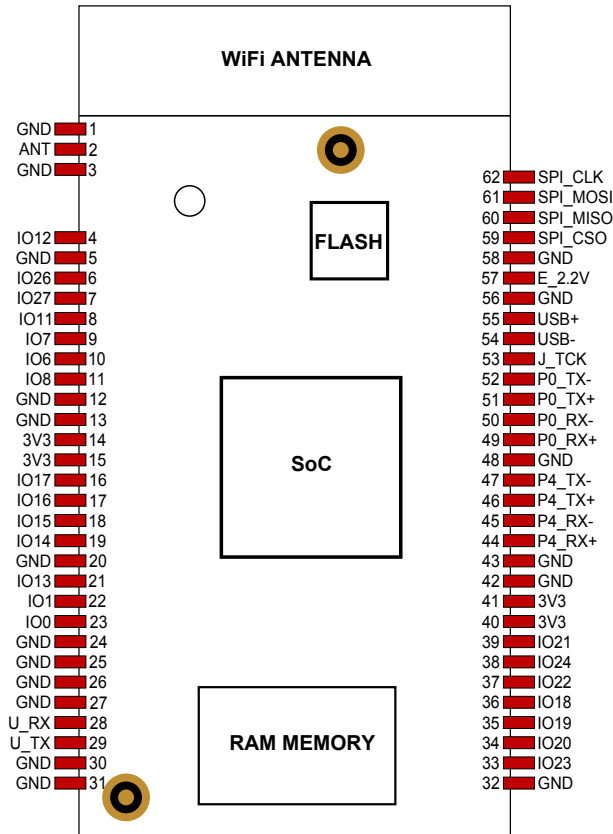 WiFi ANTENNA
GND 1
ANT 2
GND 3
62 SPI_CLK
61 SPI_MOSI
60 SPI_MISO
FLASH
IO12 4
59 SPI_CSO
GND 5
58 GND
IO26 6
57 E_2.2V
IO27 7
56 GND
IO11 8
55 USB+
IO7 9
54 USB-
IO6 10
53 J_TCK
IO8 11
52 P0_TX-
GND 12
51 P0_TX+
GND 13
50 P0_RX-
3V3 14
49 P0_RX+
3V3 15
48 GND
SoC
IO17 16
47 P4_TX-
IO16 17
46 P4_TX+
IO15 18
45 P4_RX-
IO14 19
44 P4_RX+
GND 20
43 GND
IO13 21
42 GND
IO1 22
41 3V3
IO0 23
40 3V3
GND 24
39 IO21
GND 25
38 IO24
GND 26
37 IO22
GND 27
36 IO18
U_RX 28
35 IO19
U_TX 29
34 IO20
RAM MEMORY
GND 30
33 IO23
GND 31
32 GND